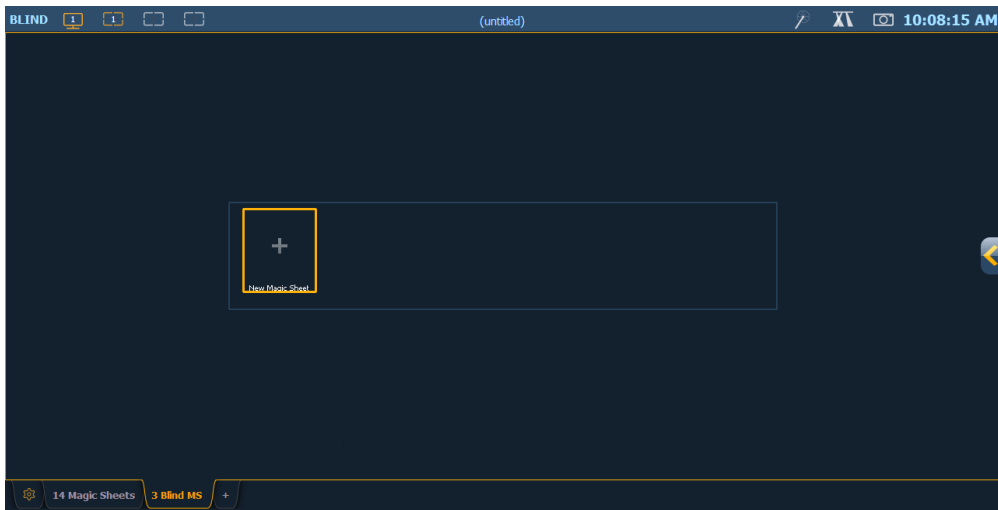 BLIND 1 1 (untitled) 10:08:15 AM
New Magic Sheet
14 Magic Sheets 3 Blind MS +